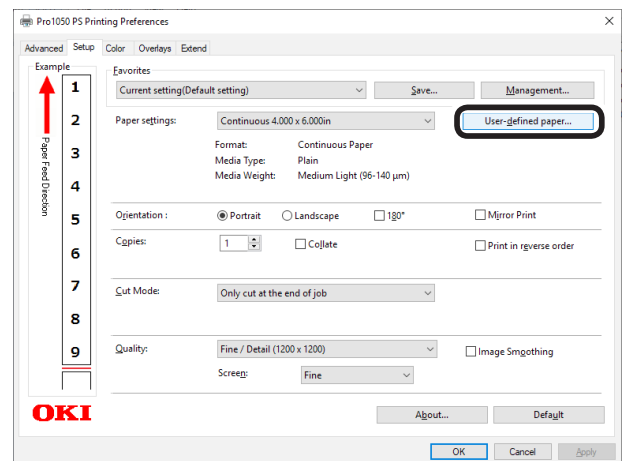 Pro1050 PS Printing Preferences
Advanced Setup Color Overlays Extend
Example
1
2
3
4
5
6
7
8
9
Paper Feed Direction
OKI
Favorites
Current setting(Default setting) Save... Management...
Paper settings: Continuous 4.000 x 6.000in User-defined paper...
Format: Continuous Paper
Media Type: Plain
Media Weight: Medium Light (96-140 μm)
Orientation : Portrait Landscape 180° Mirror Print
Copies: 1 Collate Print in reverse order
Cut Mode: Only cut at the end of job
Quality: Fine / Detail (1200 x 1200) Image Smoothing
Screen: Fine
About... Default
OK Cancel Apply